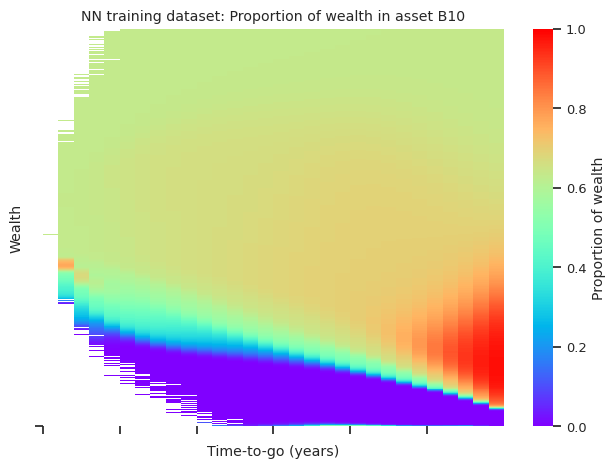 NN training dataset: Proportion of wealth in asset B10
Wealth
Time-to-go (years)
1.0
0.8
0.6
0.4
0.2
0.0
Proportion of wealth